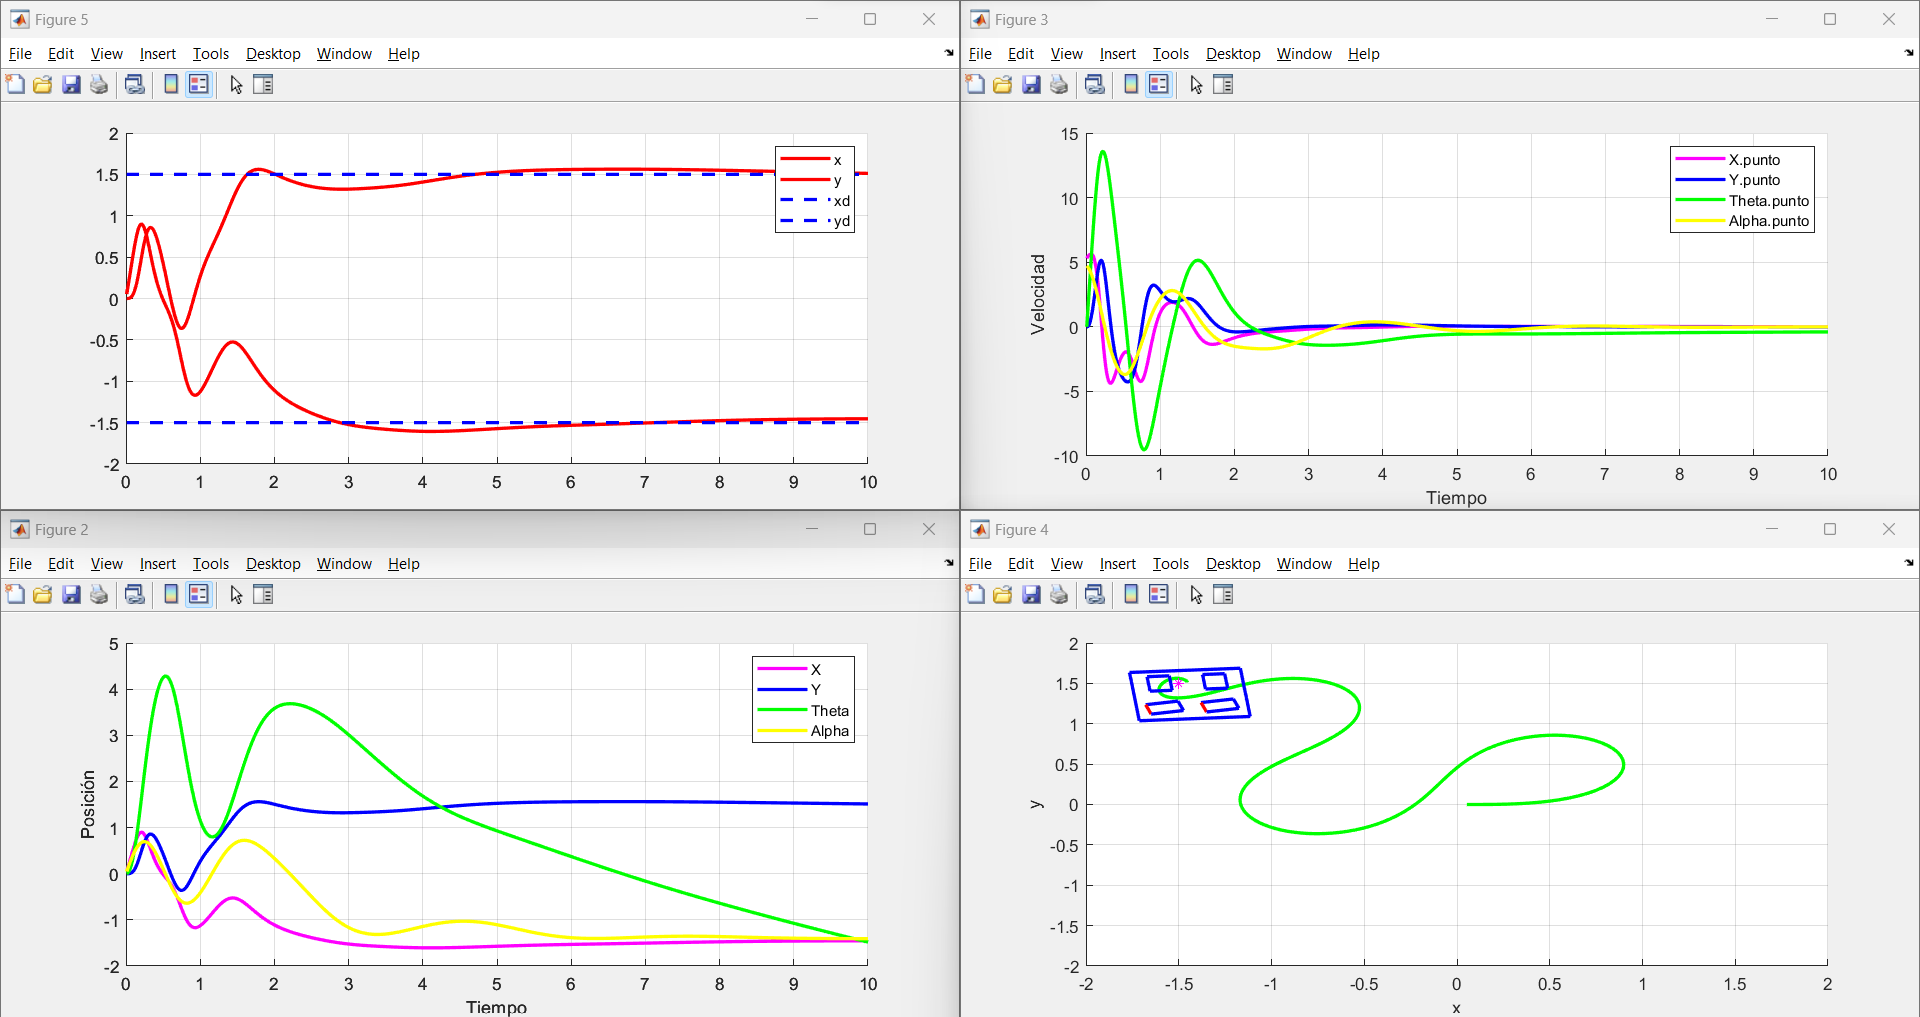 Figure 5
File Edit View Insert Tools Desktop Window Help
2
1.5
1
0.5
0
-0.5
-1
-1.5
-2
0 1 2 3 4 5 6 7 8 9 10
x
y
xd
yd
Figure 3
File Edit View Insert Tools Desktop Window Help
Velocidad
15
10
5
0
-5
-10
0 1 2 3 4 5 6 7 8 9 10
Tiempo
X.punto
Y.punto
Theta.punto
Alpha.punto
Figure 2
File Edit View Insert Tools Desktop Window Help
Posición
5
4
3
2
1
0
-1
-2
0 1 2 3 4 5 6 7 8 9 10
Tiempo
X
Y
Theta
Alpha
Figure 4
File Edit View Insert Tools Desktop Window Help
y
2
1.5
1
0.5
0
-0.5
-1
-1.5
-2
-2 -1.5 -1 -0.5 0 0.5 1 1.5 2
x